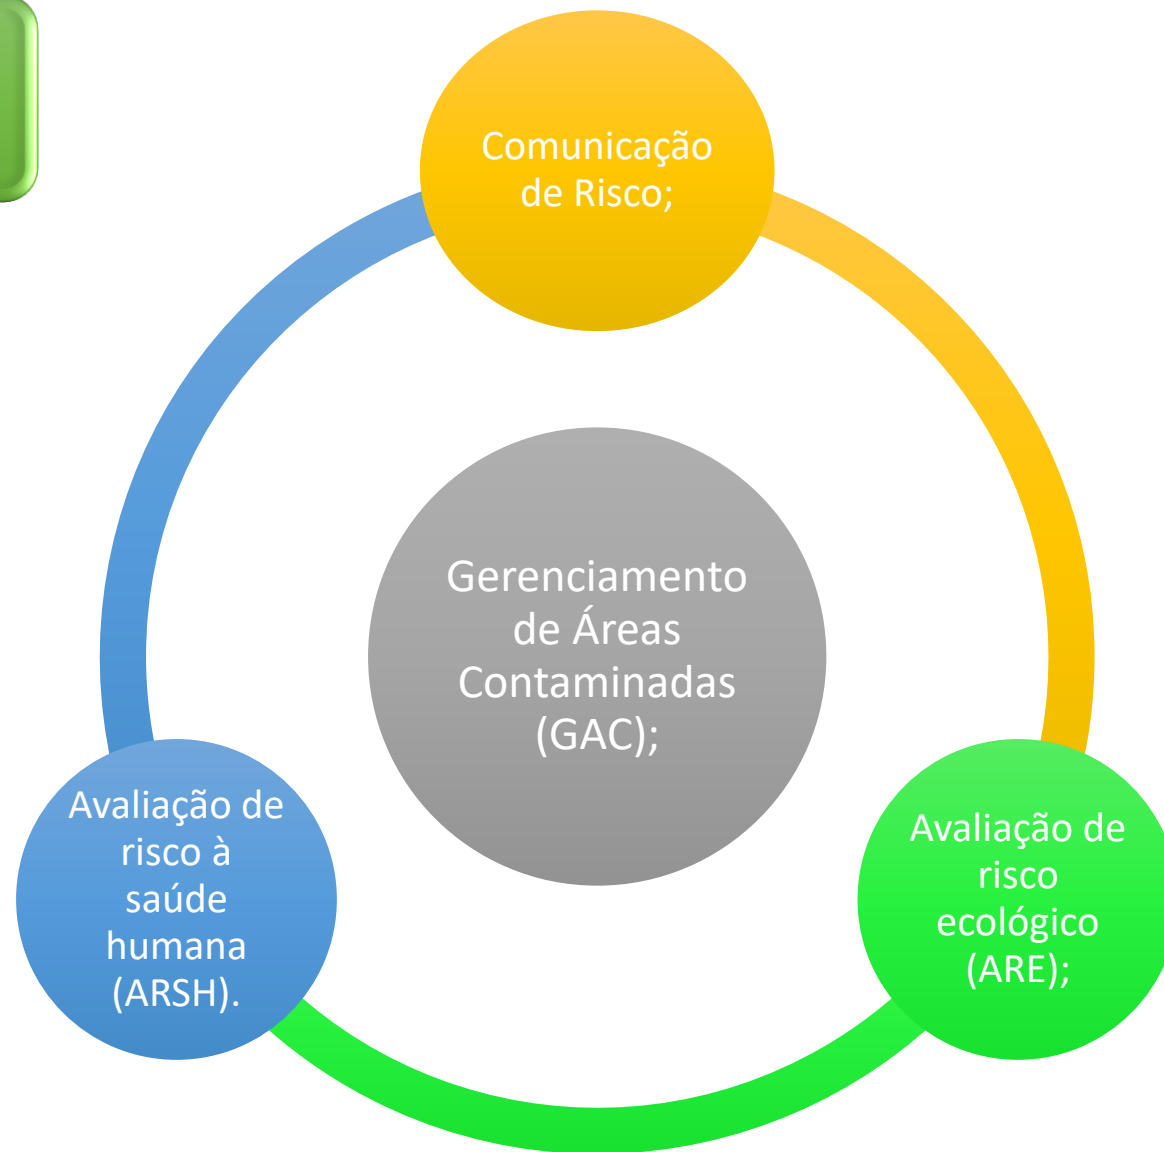 Comunicação
de Risco;
Gerenciamento
de Áreas
Contaminadas
(GAC);
Avaliação de
risco à
saúde
humana
(ARSH).
Avaliação de
risco
ecológico
(ARE);